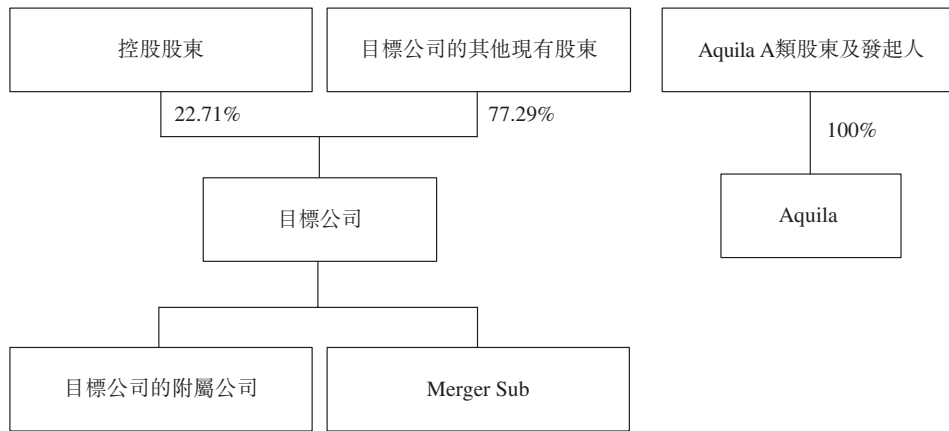 控股股東
目標公司的其他現有股東
Aquila A類股東及發起人
22.71%
77.29%
100%
目標公司
Aquila
目標公司的附屬公司
Merger Sub